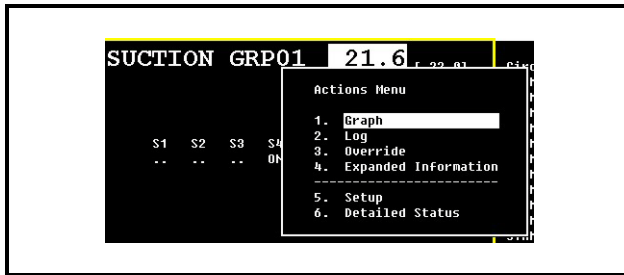 SUCTION GRP01 21.6
Actions Menu
1. Graph
2. Log
3. Override
4. Expanded Information
5. Setup
6. Detailed Status
S1 S2 S3 S4
.. .. .. ON